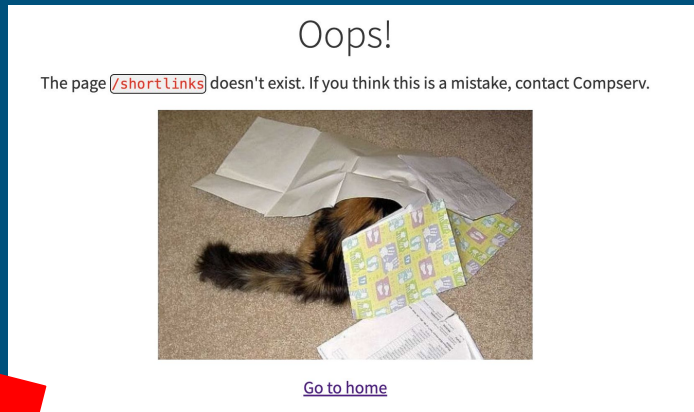 Oops!
The page /shortlinks doesn't exist. If you think this is a mistake, contact Compserv.
Go to home